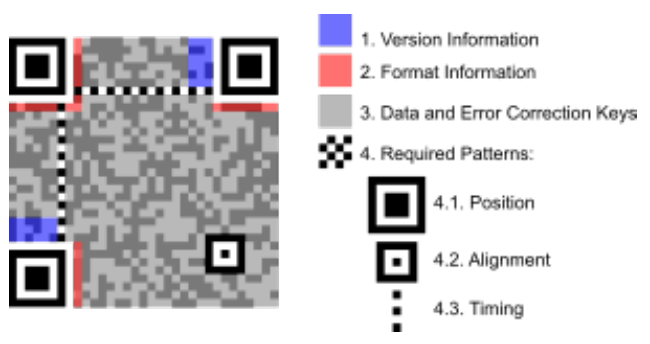 1. Version Information
2. Format Information
3. Data and Error Correction Keys
4. Required Patterns:
4.1. Position
4.2. Alignment
4.3. Timing